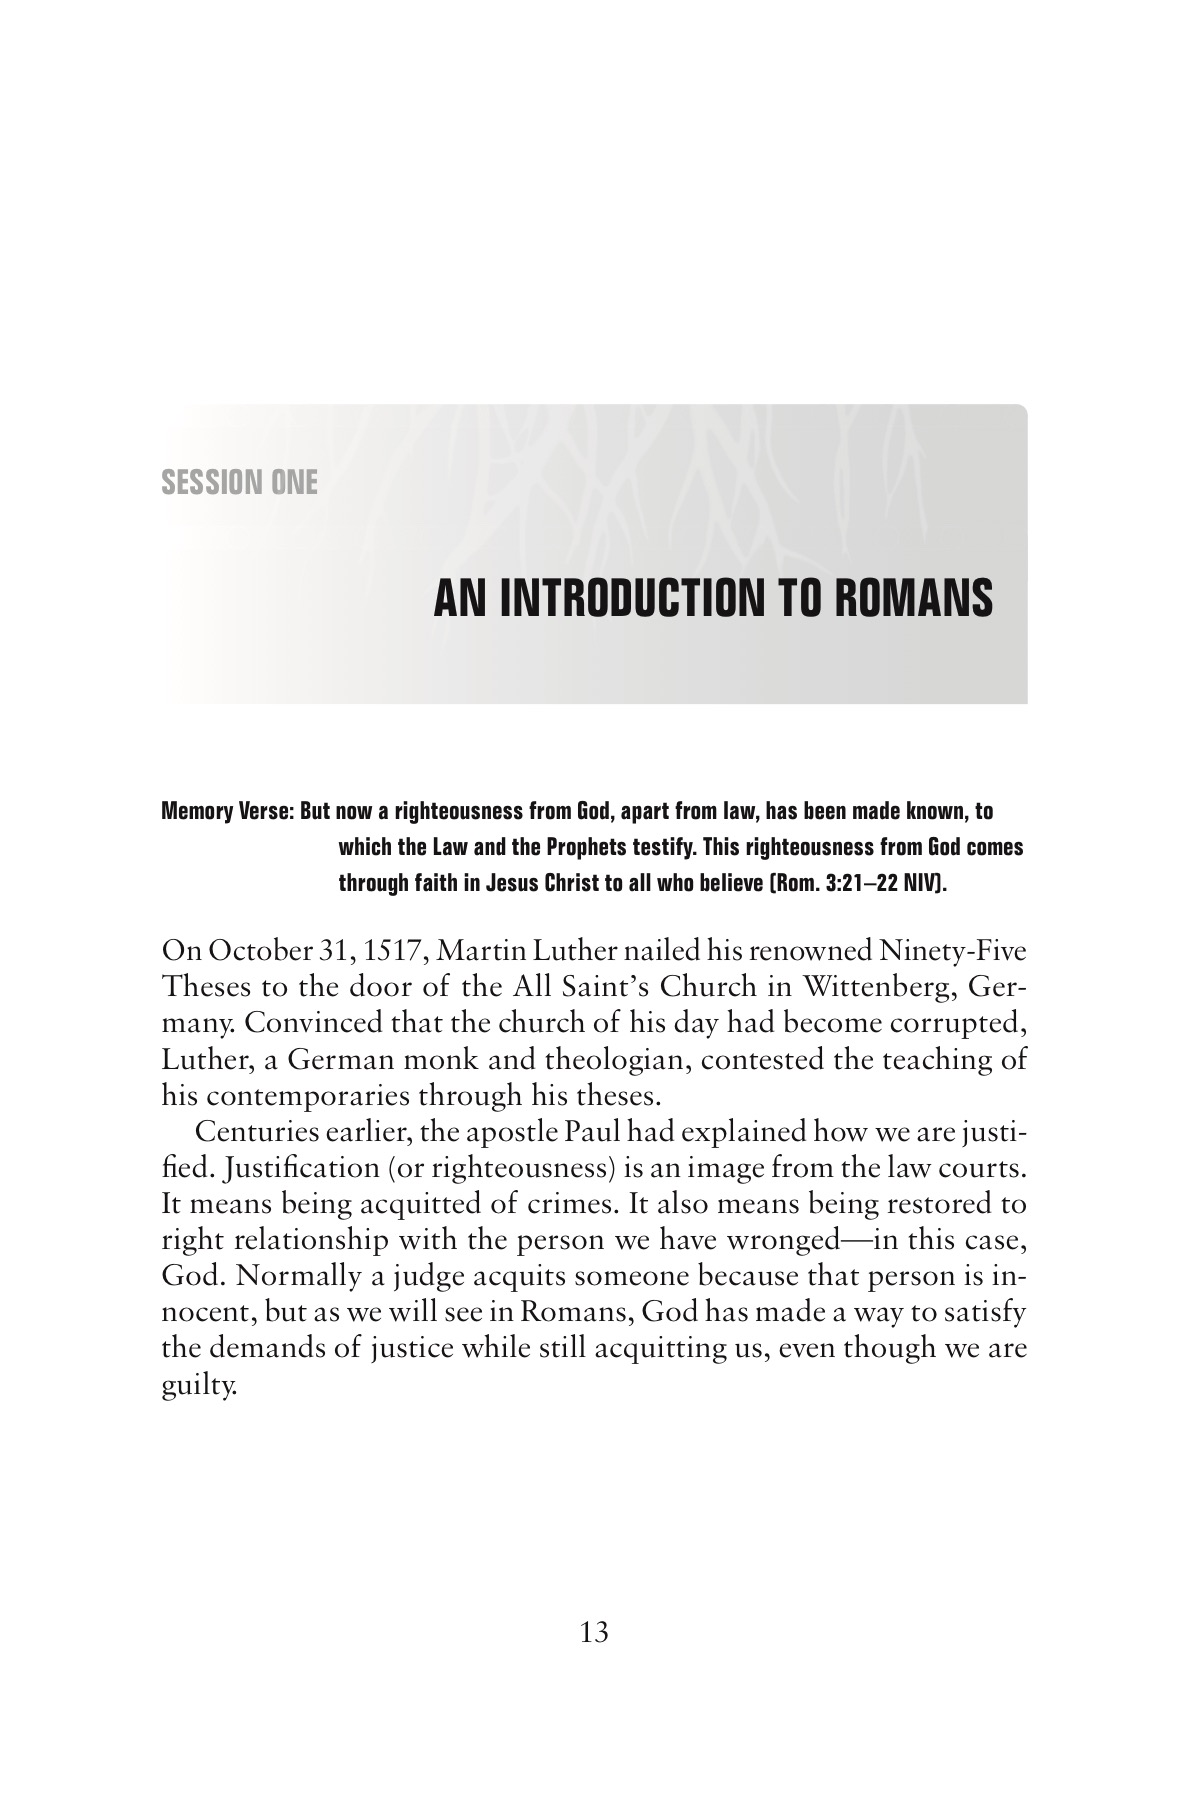 SESSION ONE
AN INTRODUCTION TO ROMANS
Memory Verse: But now a righteousness from God, apart from law, has been made known, to
which the Law and the Prophets testify. This righteousness from God comes
through faith in Jesus Christ to all who believe (Rom. 3:21–22 NIV).
On October 31, 1517, Martin Luther nailed his renowned Ninety-Five
Theses to the door of the All Saint’s Church in Wittenberg, Ger-
many. Convinced that the church of his day had become corrupted,
Luther, a German monk and theologian, contested the teaching of
his contemporaries through his theses.
Centuries earlier, the apostle Paul had explained how we are justi-
fied. Justification (or righteousness) is an image from the law courts.
It means being acquitted of crimes. It also means being restored to
right relationship with the person we have wronged—in this case,
God. Normally a judge acquits someone because that person is in-
nocent, but as we will see in Romans, God has made a way to satisfy
the demands of justice while still acquitting us, even though we are
guilty.
13